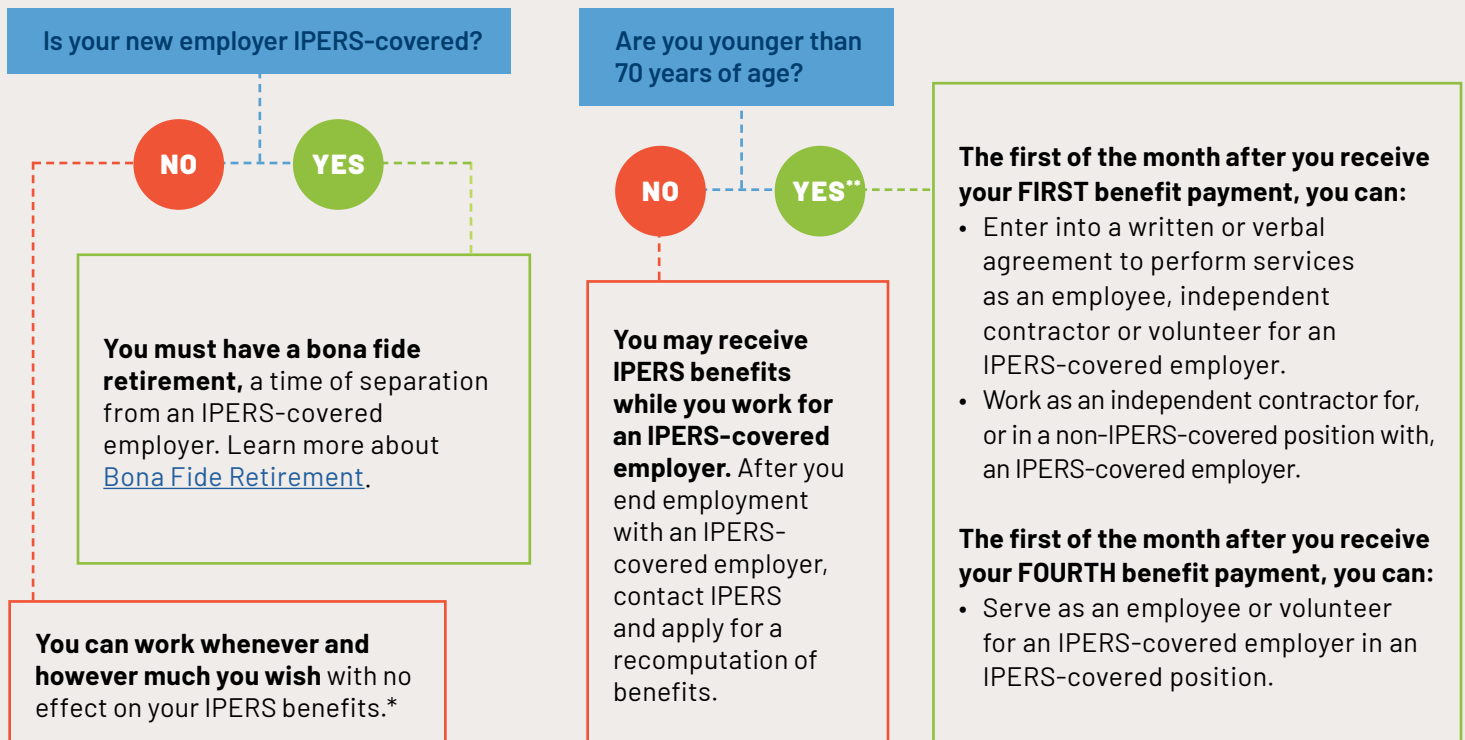 Is your new employer IPERS-covered?
NO
YES
You must have a bona fide
retirement, a time of separation
from an IPERS-covered
employer. Learn more about
Bona Fide Retirement.
You can work whenever and
however much you wish with no
effect on your IPERS benefits.*
Are you younger than
70 years of age?
NO
YES**
You may receive
IPERS benefits
while you work for
an IPERS-covered
employer. After you
end employment
with an IPERS-
covered employer,
contact IPERS
and apply for a
recomputation of
benefits.
The first of the month after you receive
your FIRST benefit payment, you can:
• Enter into a written or verbal
agreement to perform services
as an employee, independent
contractor or volunteer for an
IPERS-covered employer.
• Work as an independent contractor for,
or in a non-IPERS-covered position with,
an IPERS-covered employer.
The first of the month after you receive
your FOURTH benefit payment, you can:
• Serve as an employee or volunteer
for an IPERS-covered employer in an
IPERS-covered position.